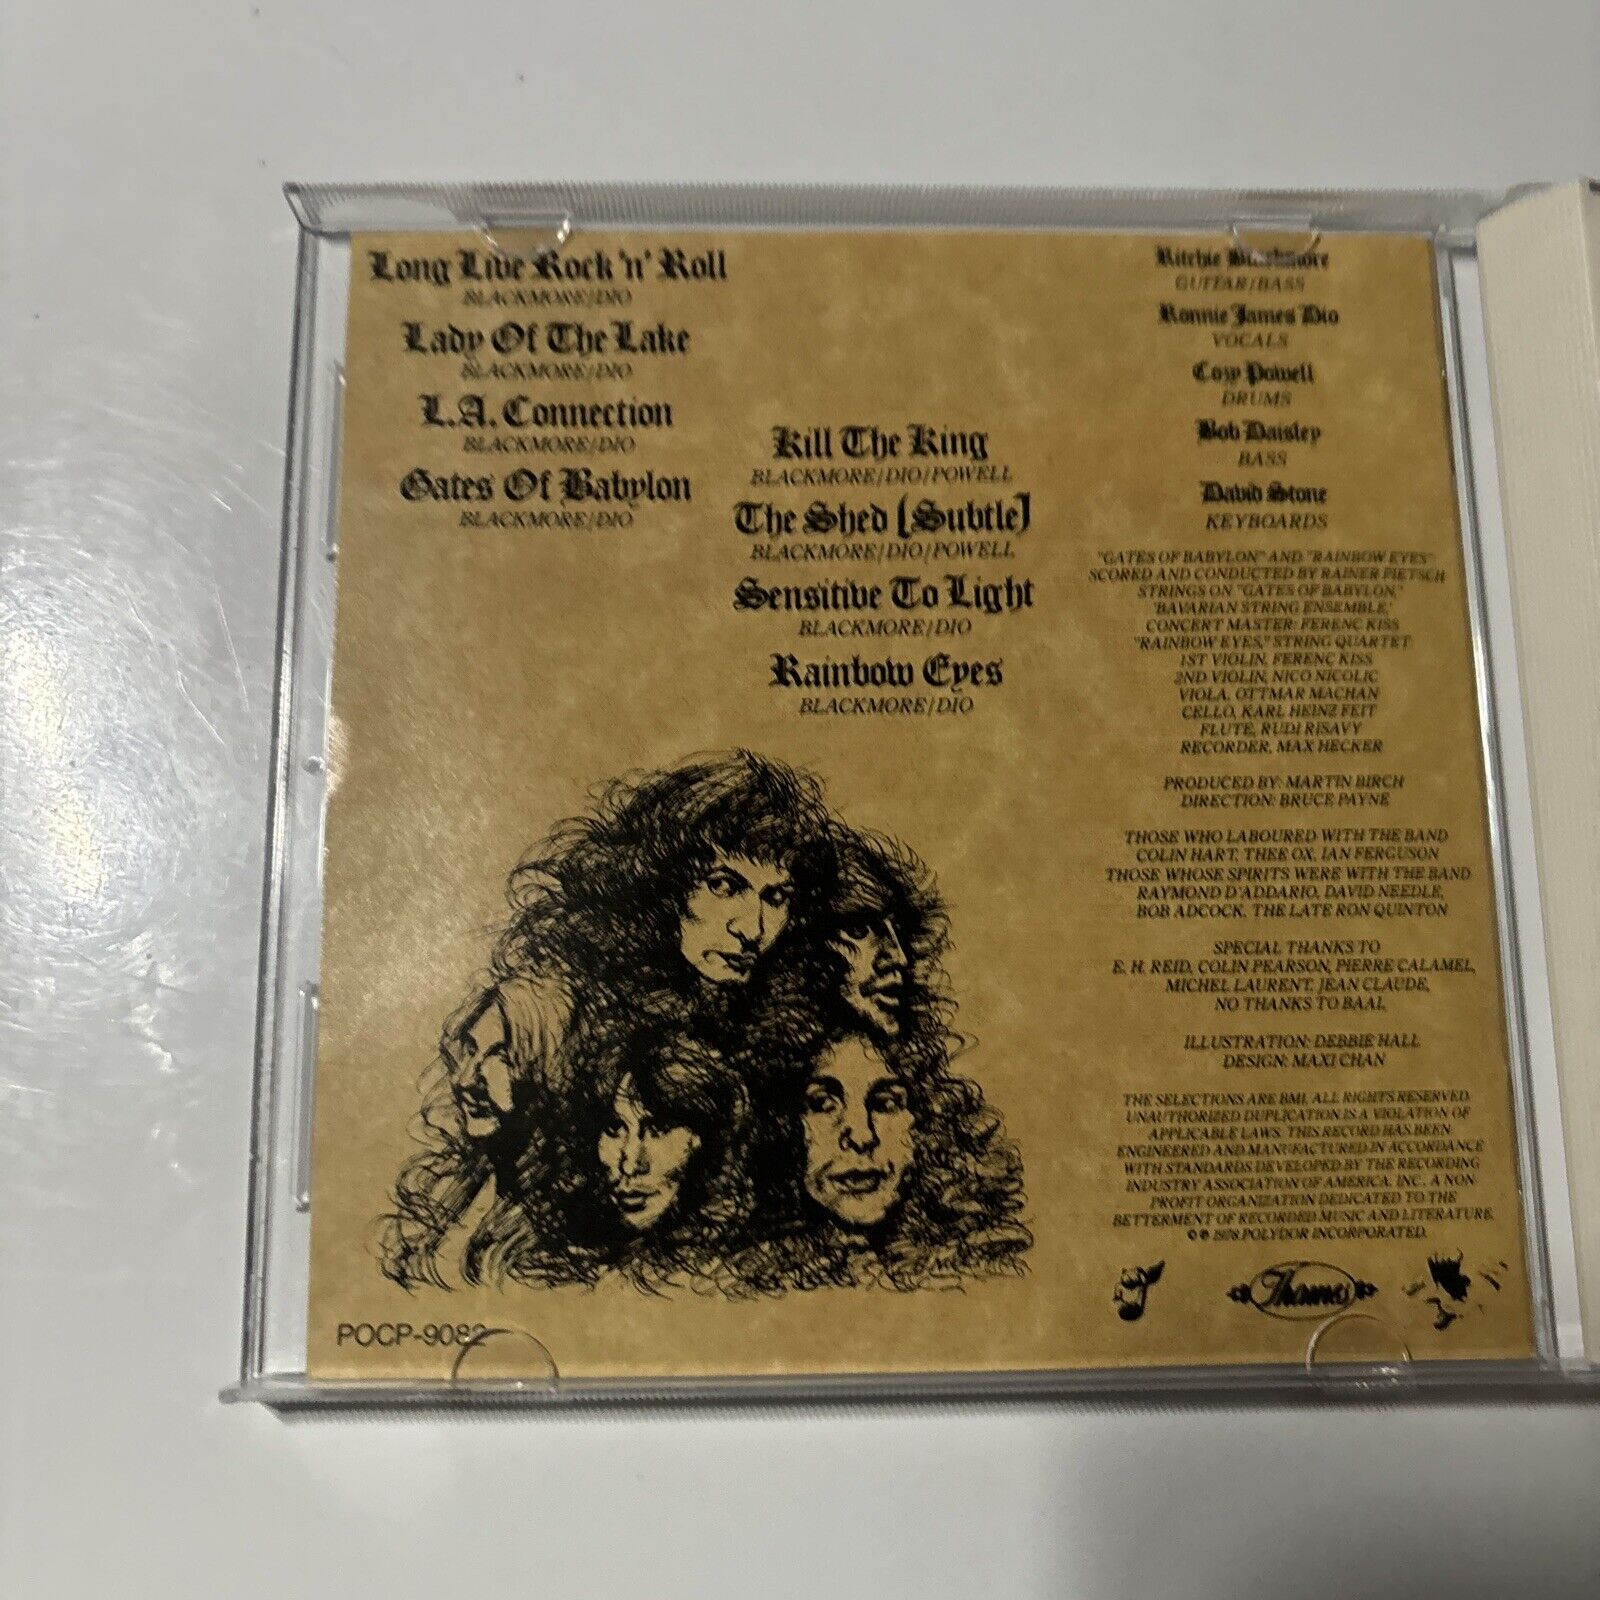 Long Live Rock 'n' Roll
BLACKMORE/DIO
Lady Of The Lake
BLACKMORE/DIO
L.A. Connection
BLACKMORE/DIO
Gates Of Babylon
BLACKMORE/DIO
Kill The King
BLACKMORE/DIO/POWELL
The Shed [Subtle]
BLACKMORE/DIO/POWELL
Sensitive To Light
BLACKMORE/DIO
Rainbow Eyes
BLACKMORE/DIO
Ritchie Blackmore
GUITAR/BASS
Ronnie James Dio
VOCALS
Cozy Powell
DRUMS
Bob Daisley
BASS
David Stone
KEYBOARDS
"GATES OF BABYLON" AND "RAINBOW EYES"
SCORED AND CONDUCTED BY RAINER PIETSCH
STRINGS ON "GATES OF BABYLON,"
'BAVARIAN STRING ENSEMBLE,'
CONCERT MASTER: FERENC KISS
"RAINBOW EYES," STRING QUARTET
1ST VIOLIN, FERENC KISS
2ND VIOLIN, NICO NICOLIC
VIOLA, OTTMAR MACHAN
CELLO, KARL HEINZ FEIT
FLUTE, RUDI RISAVY
RECORDER, MAX HECKER
PRODUCED BY: MARTIN BIRCH
DIRECTION: BRUCE PAYNE
THOSE WHO LABOURED WITH THE BAND
COLIN HART, THEE OX, IAN FERGUSON
THOSE WHOSE SPIRITS WERE WITH THE BAND
RAYMOND D'ADDARIO, DAVID NEEDLE,
BOB ADCOCK, THE LATE RON QUINTON
SPECIAL THANKS TO
E. H. REID, COLIN PEARSON, PIERRE CALAMEL,
MICHEL LAURENT, JEAN CLAUDE,
NO THANKS TO BAAL
ILLUSTRATION: DEBBIE HALL
DESIGN: MAXI CHAN
THE SELECTIONS ARE BMI. ALL RIGHTS RESERVED.
UNAUTHORIZED DUPLICATION IS A VIOLATION OF
APPLICABLE LAWS. THIS RECORD HAS BEEN
ENGINEERED AND MANUFACTURED IN ACCORDANCE
WITH STANDARDS DEVELOPED BY THE RECORDING
INDUSTRY ASSOCIATION OF AMERICA, INC., A NON-
PROFIT ORGANIZATION DEDICATED TO THE
BETTERMENT OF RECORDED MUSIC AND LITERATURE.
© ℗ 1978 POLYDOR INCORPORATED.
Thames
POCP-9082